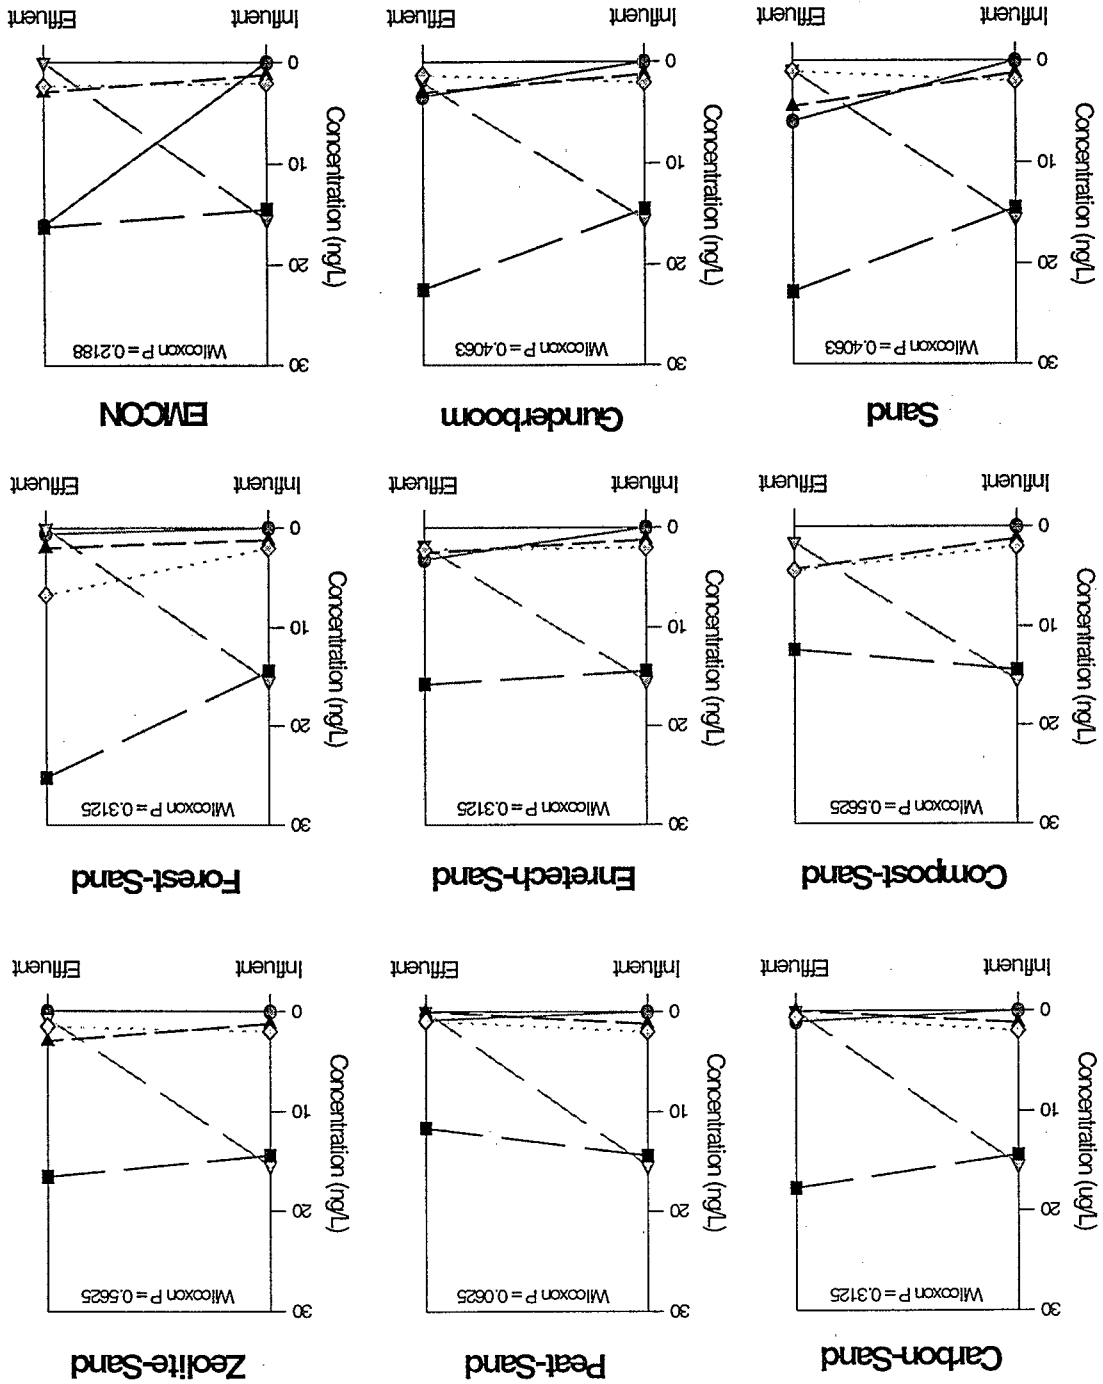 Carbon-Sand
Wilcoxon P = 0.3125
Concentration (ug/L)
30
20
10
0
Influent
Effluent
Peat-Sand
Wilcoxon P = 0.0625
Concentration (ng/L)
30
20
10
0
Influent
Effluent
Zeolite-Sand
Wilcoxon P = 0.5625
Concentration (ng/L)
30
20
10
0
Influent
Effluent
Compost-Sand
Wilcoxon P = 0.5625
Concentration (ng/L)
30
20
10
0
Influent
Effluent
Enretech-Sand
Wilcoxon P = 0.3125
Concentration (ng/L)
30
20
10
0
Influent
Effluent
Forest-Sand
Wilcoxon P = 0.3125
Concentration (ng/L)
30
20
10
0
Influent
Effluent
Sand
Wilcoxon P = 0.4063
Concentration (ng/L)
30
20
10
0
Influent
Effluent
Gunderboom
Wilcoxon P = 0.4063
Concentration (ng/L)
30
20
10
0
Influent
Effluent
EMCON
Wilcoxon P = 0.2188
Concentration (ng/L)
30
20
10
0
Influent
Effluent